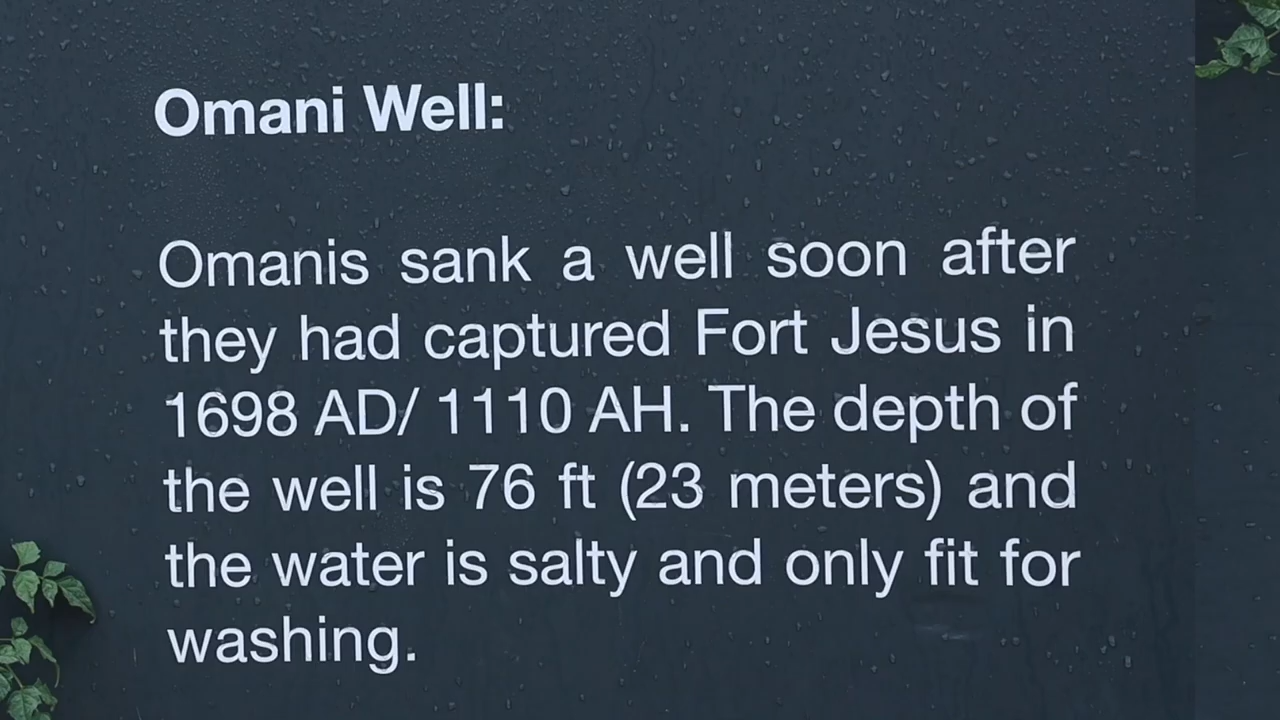 Omani Well:
Omanis sank a well soon after
they had captured Fort Jesus in
1698 AD/ 1110 AH. The depth of
the well is 76 ft (23 meters) and
the water is salty and only fit for
washing.